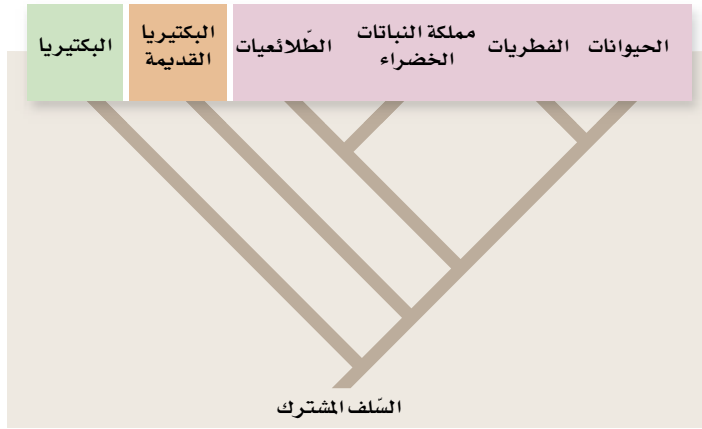 الحيوانات
الفطريات
مملكة النباتات
الخضراء
الطّلائعيات
البكتيريا
القديمة
البكتيريا
السّلف المشترك